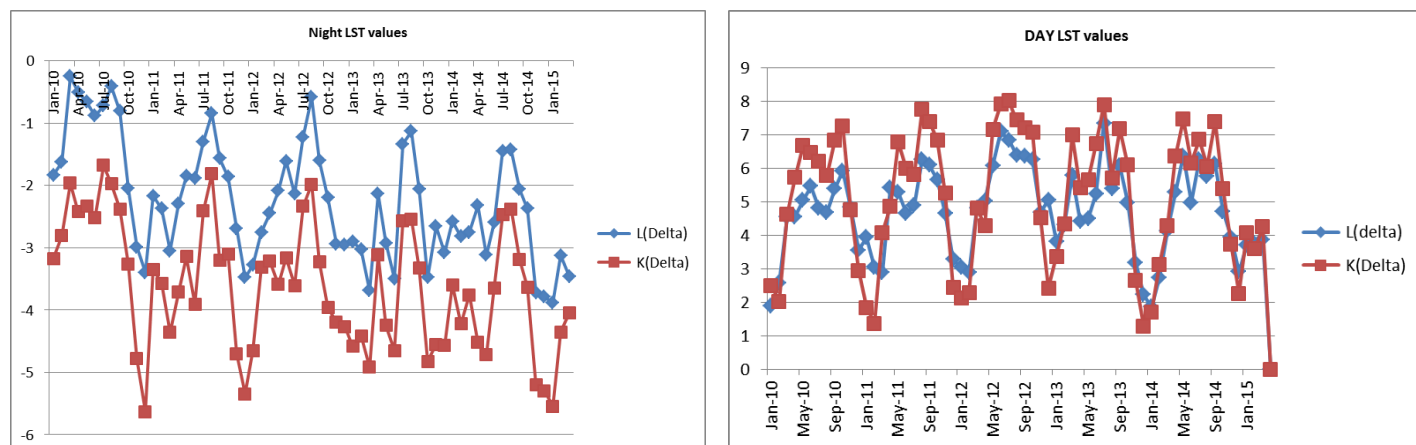 Night LST values
0
-1
-2
-3
-4
-5
-6
Jan-10
Apr-10
Jul-10
Oct-10
Jan-11
Apr-11
Jul-11
Oct-11
Jan-12
Apr-12
Jul-12
Oct-12
Jan-13
Apr-13
Jul-13
Oct-13
Jan-14
Apr-14
Jul-14
Oct-14
Jan-15
L(Delta)
K(Delta)
DAY LST values
9
8
7
6
5
4
3
2
1
0
Jan-10
May-10
Sep-10
Jan-11
May-11
Sep-11
Jan-12
May-12
Sep-12
Jan-13
May-13
Sep-13
Jan-14
May-14
Sep-14
Jan-15
L(delta)
K(Delta)